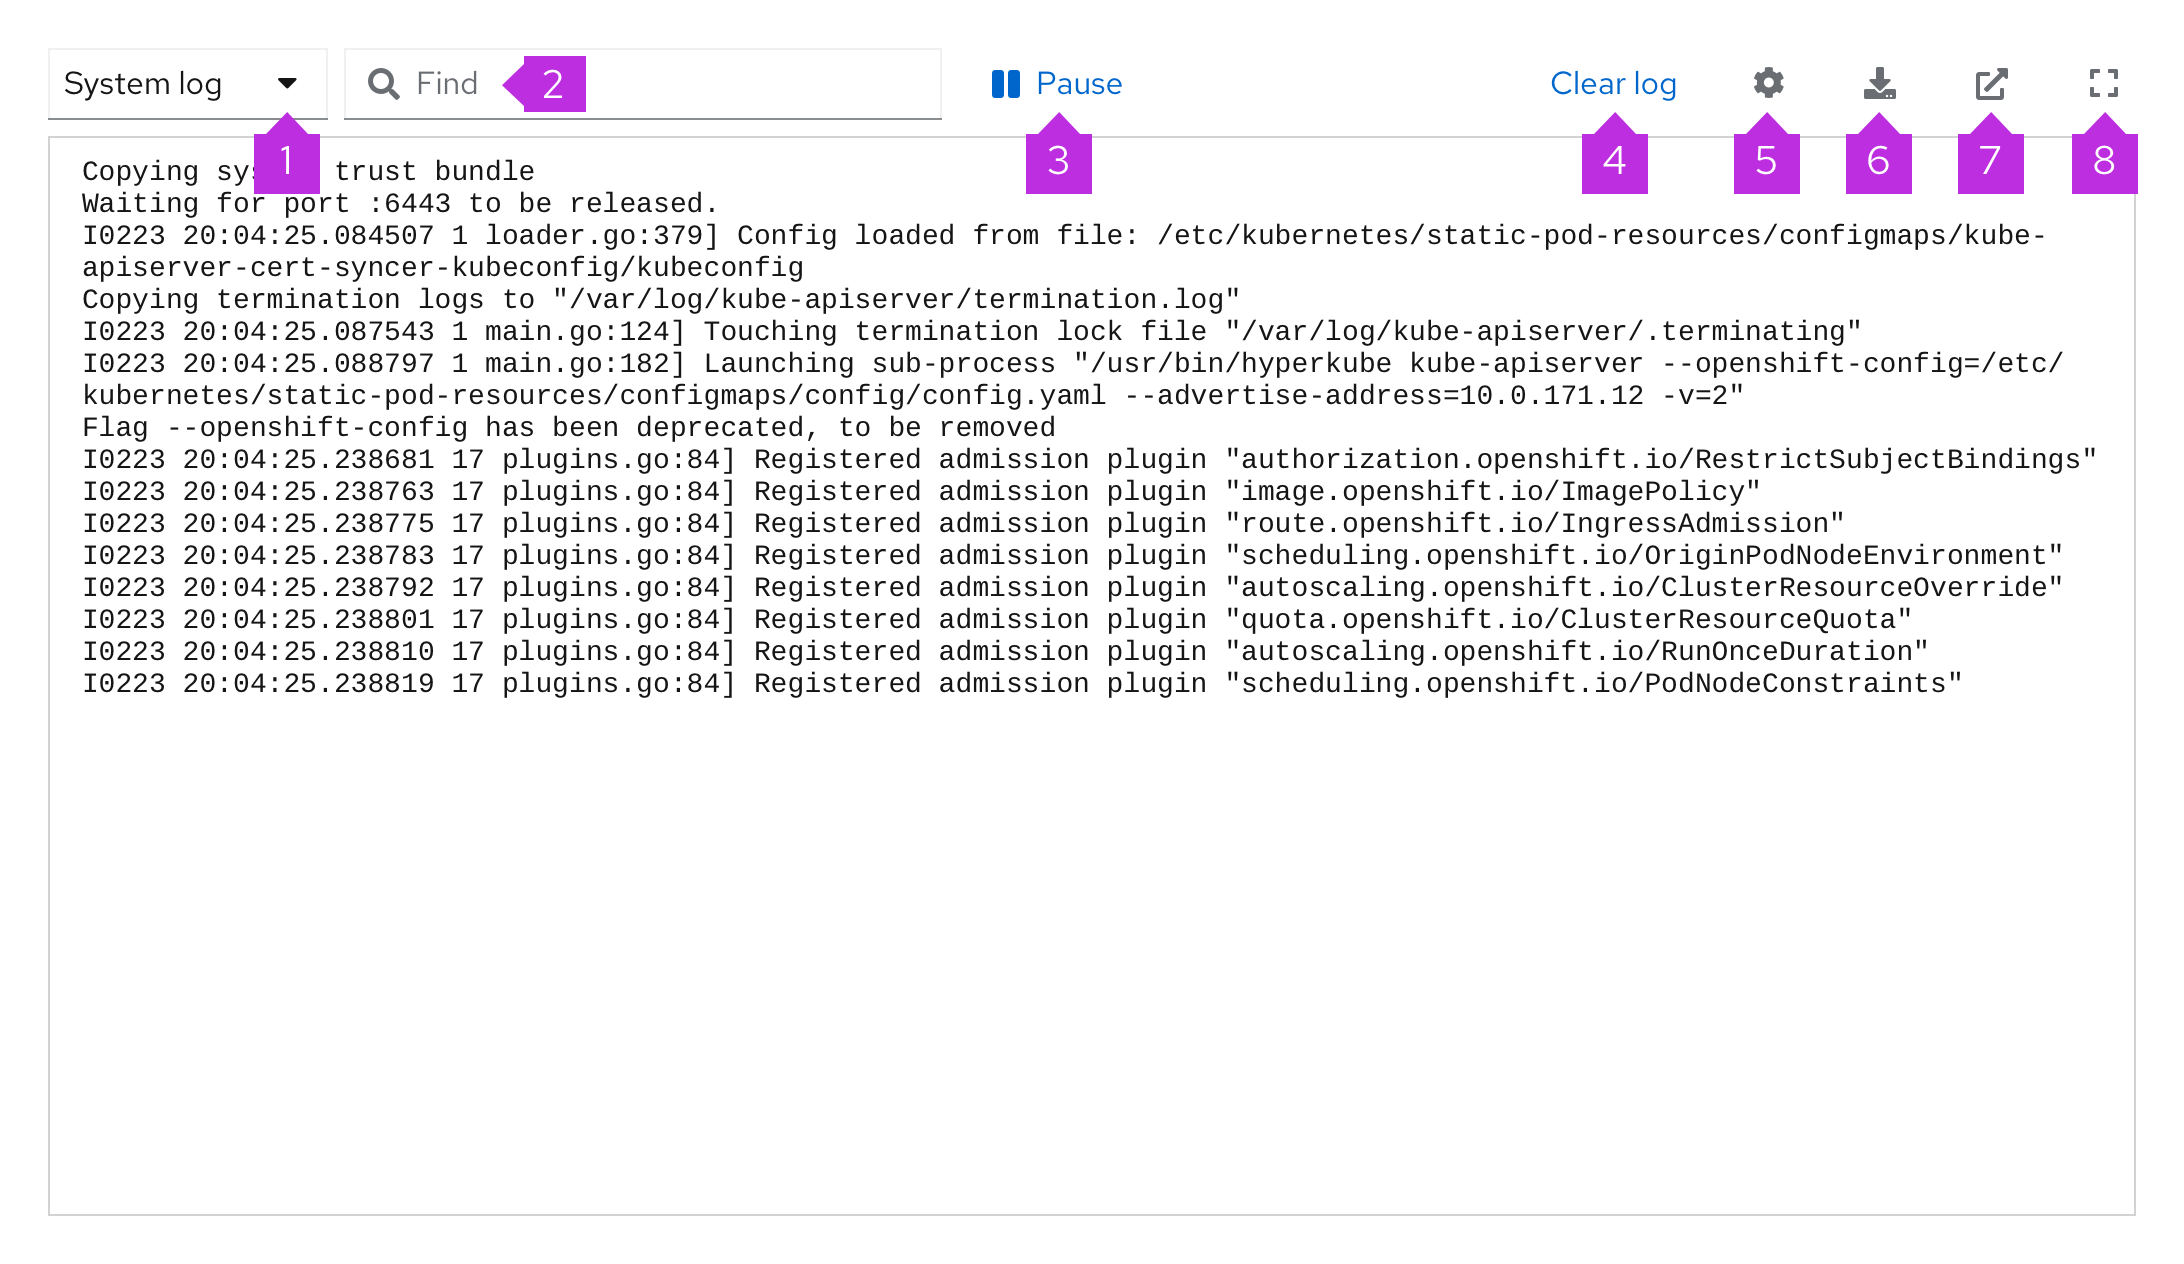 System log
Find
2
Pause
Clear log
1
3
4
5
6
7
8
Copying sy trust bundle
Waiting for port :6443 to be released.
I0223 20:04:25.084507 1 loader.go:379] Config loaded from file: /etc/kubernetes/static-pod-resources/configmaps/kube-
apiserver-cert-syncer-kubeconfig/kubeconfig
Copying termination logs to "/var/log/kube-apiserver/termination.log"
I0223 20:04:25.087543 1 main.go:124] Touching termination lock file "/var/log/kube-apiserver/.terminating"
I0223 20:04:25.088797 1 main.go:182] Launching sub-process "/usr/bin/hyperkube kube-apiserver --openshift-config=/etc/
kubernetes/static-pod-resources/configmaps/config/config.yaml --advertise-address=10.0.171.12 -v=2"
Flag --openshift-config has been deprecated, to be removed
I0223 20:04:25.238681 17 plugins.go:84] Registered admission plugin "authorization.openshift.io/RestrictSubjectBindings"
I0223 20:04:25.238763 17 plugins.go:84] Registered admission plugin "image.openshift.io/ImagePolicy"
I0223 20:04:25.238775 17 plugins.go:84] Registered admission plugin "route.openshift.io/IngressAdmission"
I0223 20:04:25.238783 17 plugins.go:84] Registered admission plugin "scheduling.openshift.io/OriginPodNodeEnvironment"
I0223 20:04:25.238792 17 plugins.go:84] Registered admission plugin "autoscaling.openshift.io/ClusterResourceOverride"
I0223 20:04:25.238801 17 plugins.go:84] Registered admission plugin "quota.openshift.io/ClusterResourceQuota"
I0223 20:04:25.238810 17 plugins.go:84] Registered admission plugin "autoscaling.openshift.io/RunOnceDuration"
I0223 20:04:25.238819 17 plugins.go:84] Registered admission plugin "scheduling.openshift.io/PodNodeConstraints"